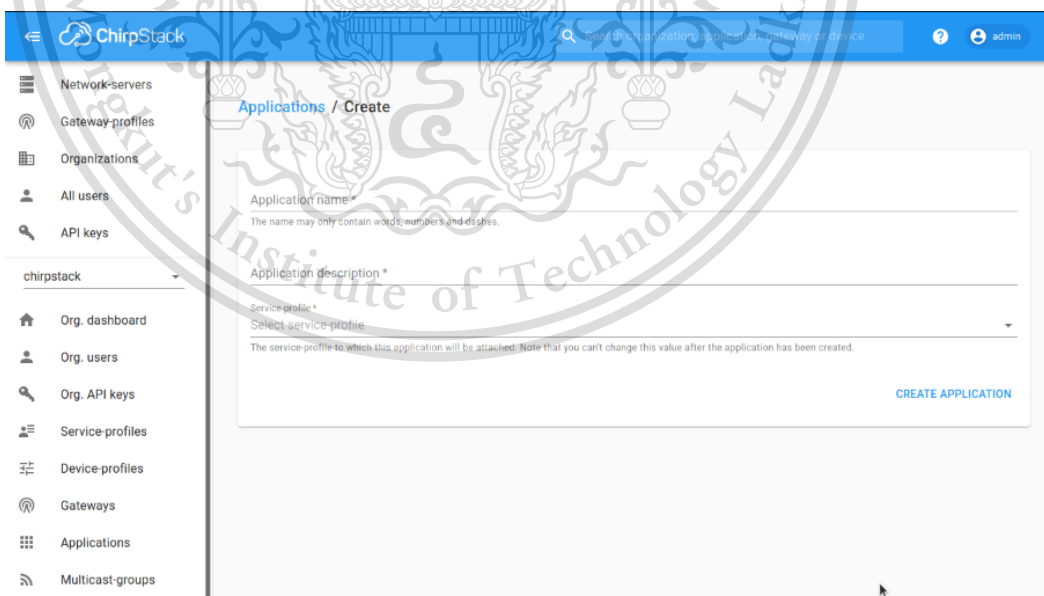 ChirpStack
Search organization, application, gateway or device
? admin
Network-servers
Gateway-profiles
Organizations
All users
API keys
chirpstack
Org. dashboard
Org. users
Org. API keys
Service-profiles
Device-profiles
Gateways
Applications
Multicast-groups
Applications / Create
Application name *
The name may only contain words, numbers and dashes.
Application description *
Service-profile *
Select service-profile
The service-profile to which this application will be attached. Note that you can't change this value after the application has been created.
CREATE APPLICATION
ngkut's Institute of Technology Lad